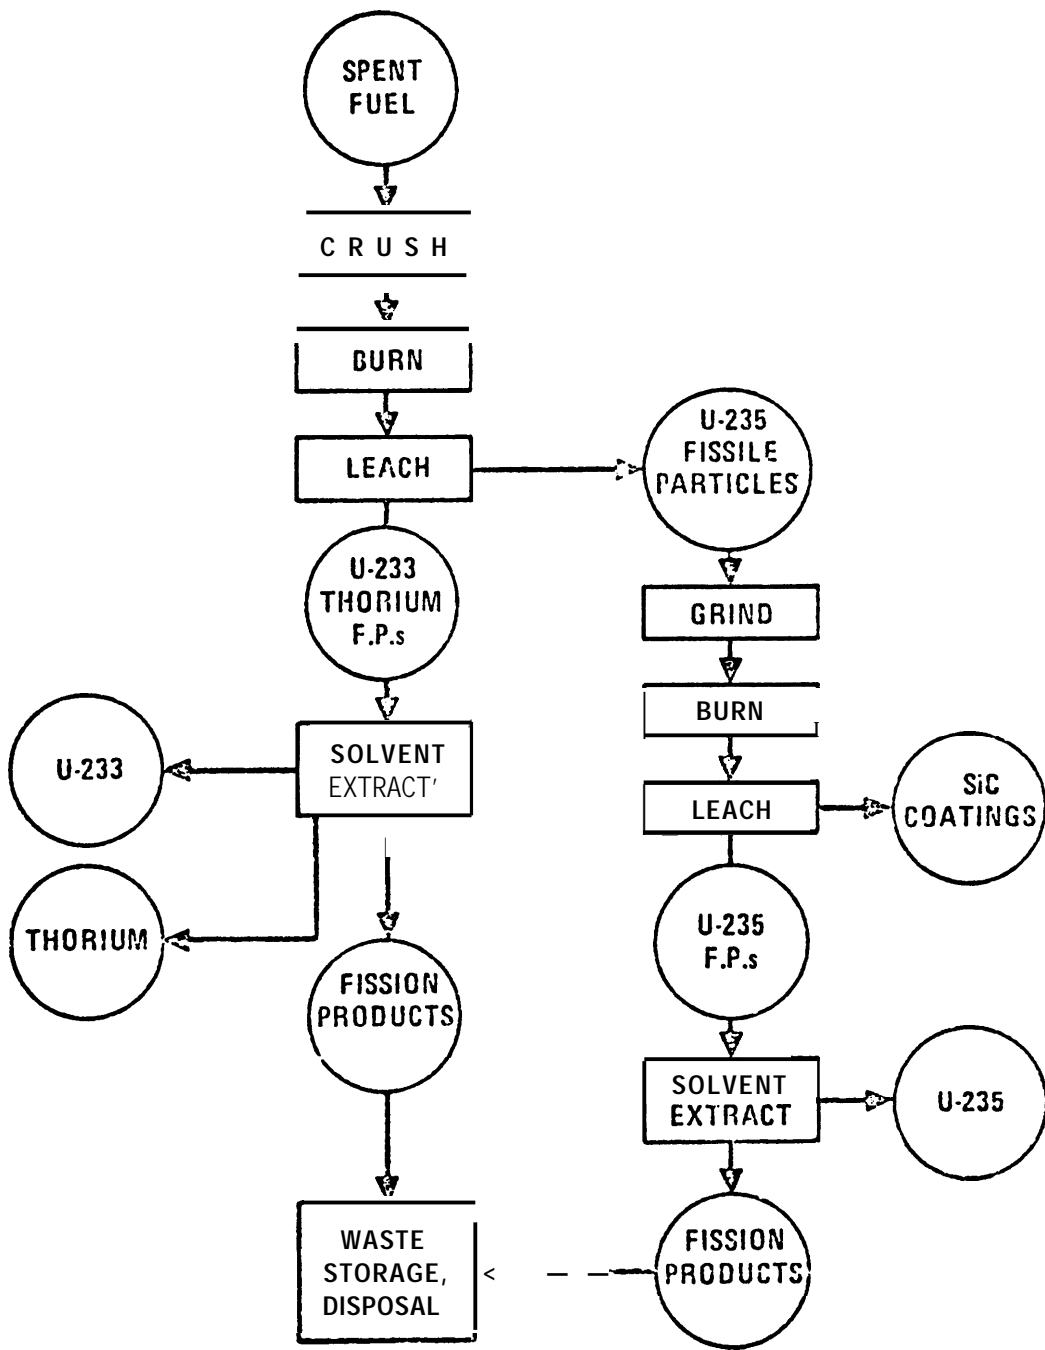 SPENT
FUEL
CRUSH
BURN
LEACH
U-235
FISSILE
PARTICLES
U-233
THORIUM
F.P.s
GRIND
BURN
SOLVENT
EXTRACT'
U-233
LEACH
SiC
COATINGS
THORIUM
U-235
F.P.s
FISSION
PRODUCTS
SOLVENT
EXTRACT
U-235
WASTE
STORAGE,
DISPOSAL
FISSION
PRODUCTS